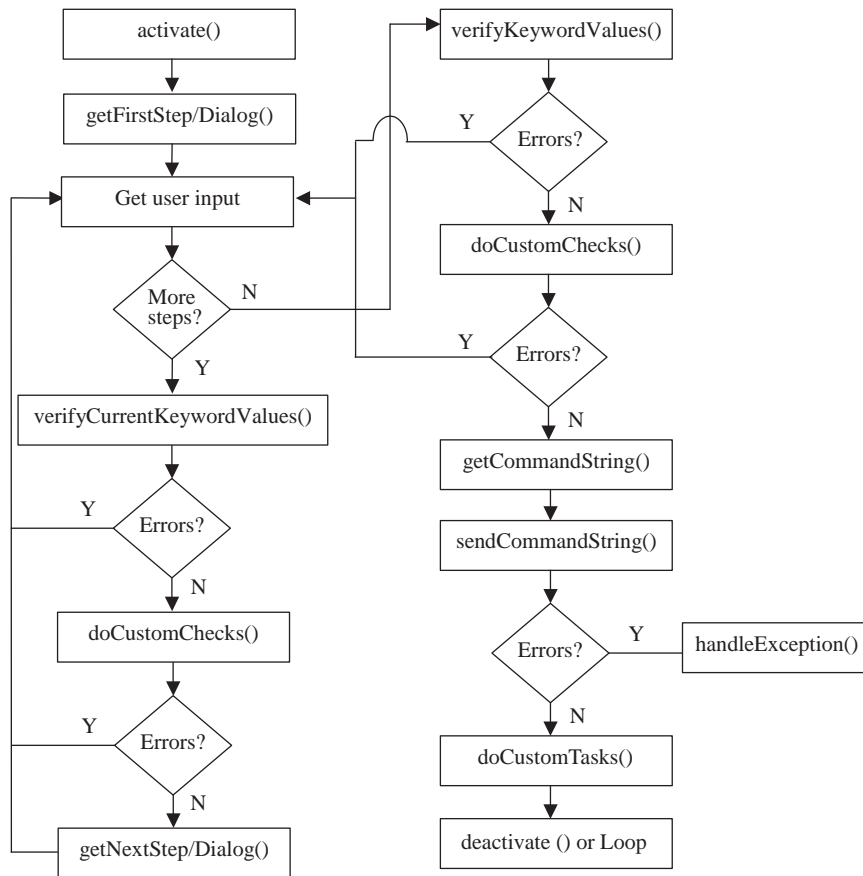 activate()
getFirstStep/Dialog()
Get user input
More
steps?
N
Y
verifyCurrentKeywordValues()
Y
Errors?
N
doCustomChecks()
Y
Errors?
N
getNextStep/Dialog()
verifyKeywordValues()
Y
Errors?
N
doCustomChecks()
Y
Errors?
N
getCommandString()
sendCommandString()
Errors?
Y
handleException()
N
doCustomTasks()
deactivate () or Loop